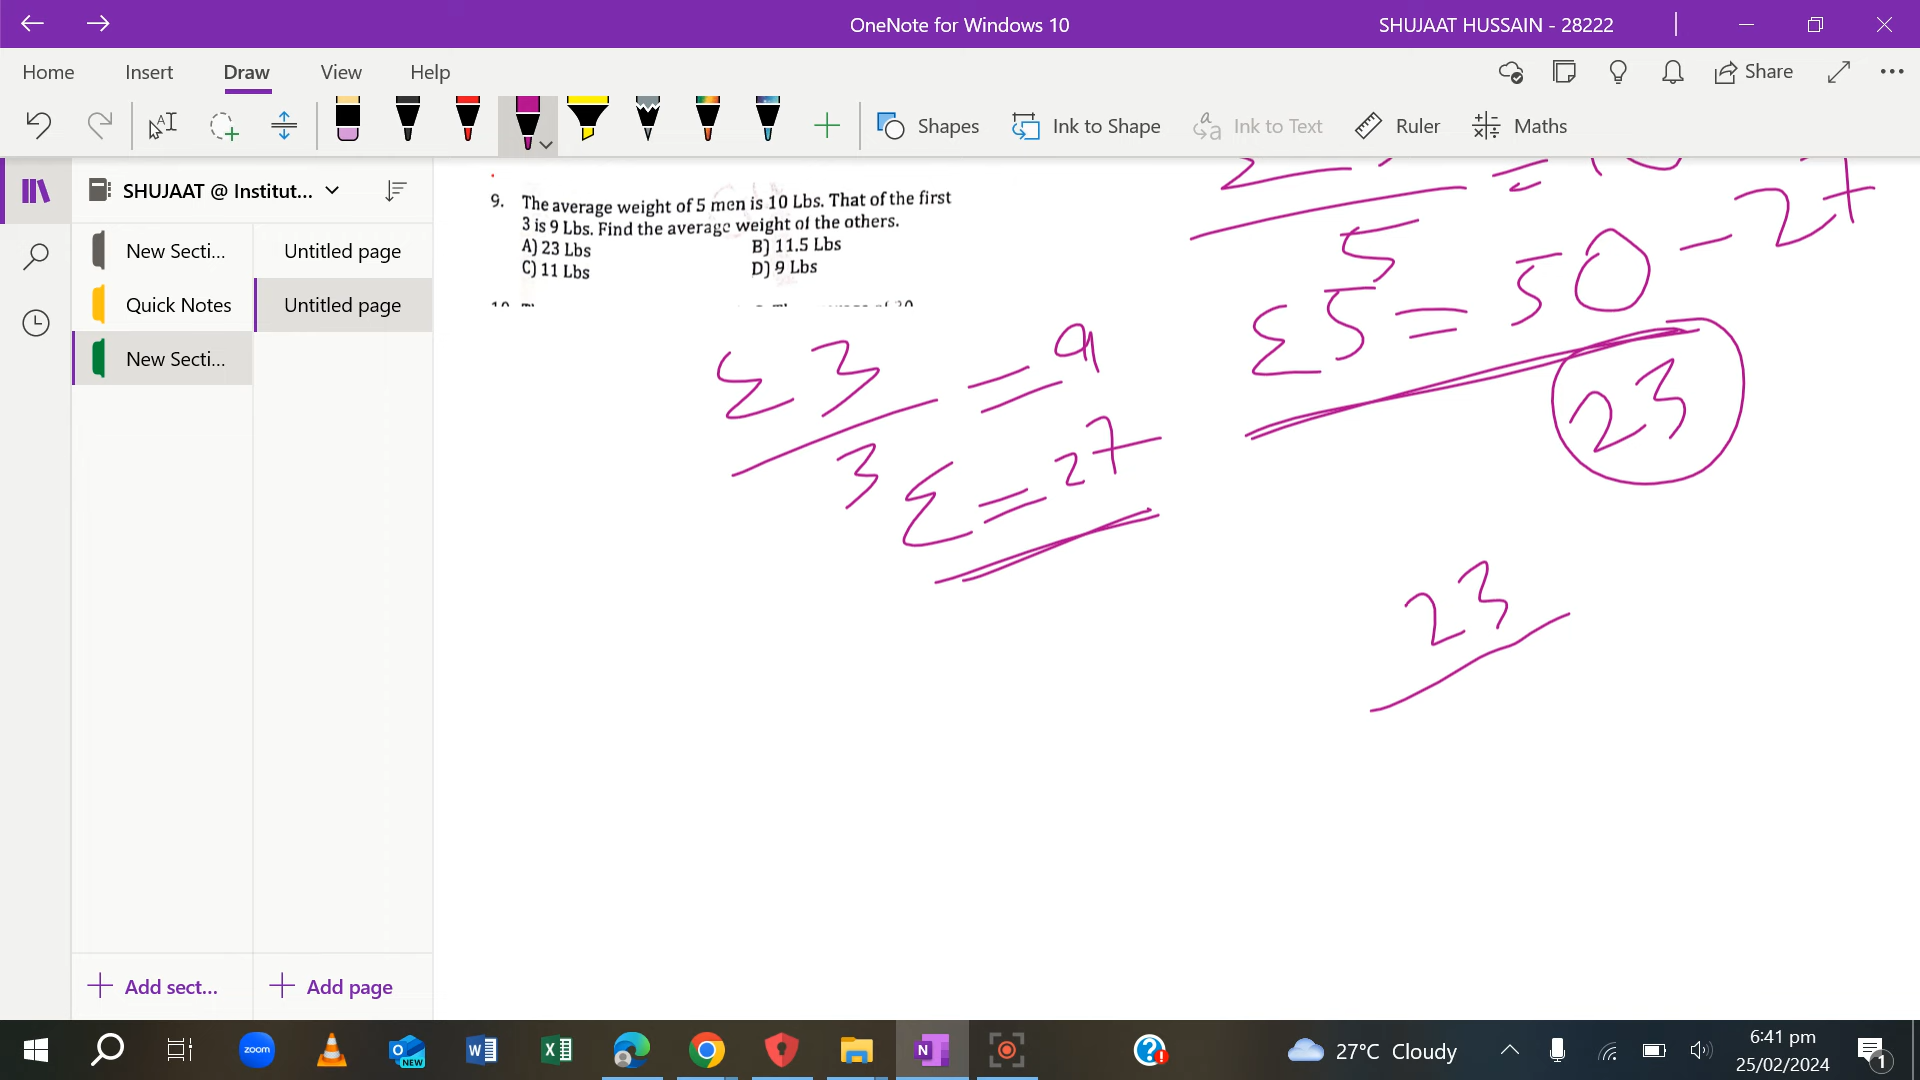 OneNote for Windows 10
SHUJAAT HUSSAIN - 28222
Home Insert Draw View Help
Share
Shapes Ink to Shape Ink to Text Ruler Maths
SHUJAAT @ Institut...
New Secti...
Quick Notes
New Secti...
Untitled page
Untitled page
9. The average weight of 5 men is 10 Lbs. That of the first
3 is 9 Lbs. Find the average weight of the others.
A) 23 Lbs B) 11.5 Lbs
C) 11 Lbs D) 9 Lbs
Σ3 = 9
3
Σ = 27
5
Σ5 = 50 - 27
23
23
Add sect...
Add page
zoom
NEW
27°C Cloudy
6:41 pm
25/02/2024
1